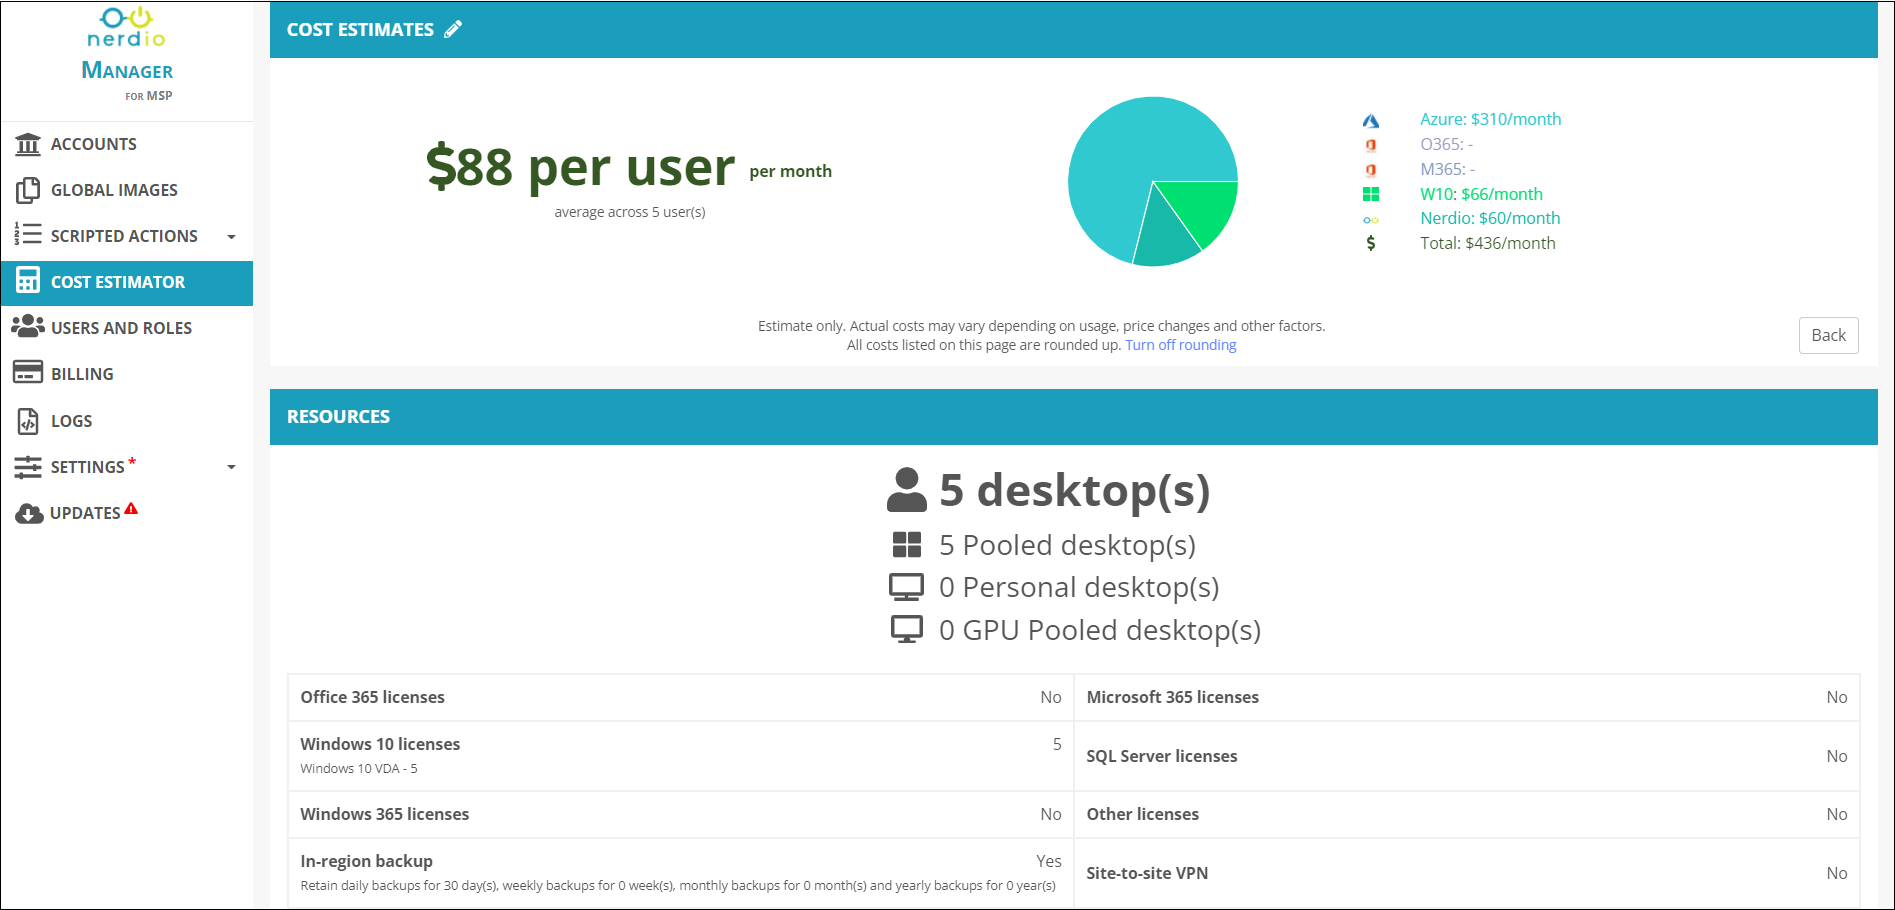 nerdio
MANAGER
FOR MSP
ACCOUNTS
GLOBAL IMAGES
1
2
3
SCRIPTED ACTIONS
COST ESTIMATOR
USERS AND ROLES
BILLING
LOGS
SETTINGS *
UPDATES
COST ESTIMATES
$88 per user per month
average across 5 user(s)
Azure: $310/month
O365: -
M365: -
W10: $66/month
Nerdio: $60/month
$ Total: $436/month
Estimate only. Actual costs may vary depending on usage, price changes and other factors.
All costs listed on this page are rounded up. Turn off rounding
Back
RESOURCES
5 desktop(s)
5 Pooled desktop(s)
0 Personal desktop(s)
0 GPU Pooled desktop(s)
Office 365 licenses No
Microsoft 365 licenses No
Windows 10 licenses 5
Windows 10 VDA - 5
SQL Server licenses No
Windows 365 licenses No
Other licenses No
In-region backup Yes
Retain daily backups for 30 day(s), weekly backups for 0 week(s), monthly backups for 0 month(s) and yearly backups for 0 year(s)
Site-to-site VPN No